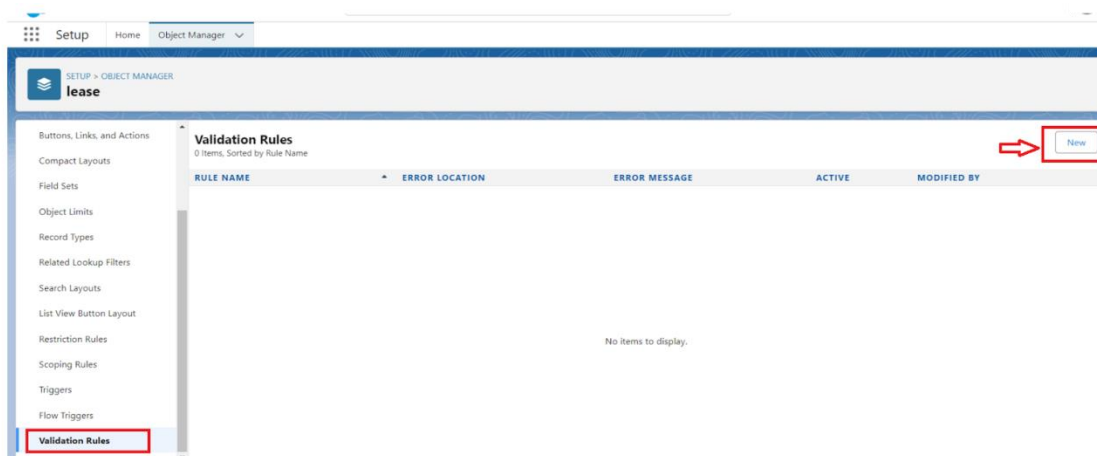 Setup Home Object Manager
SETUP > OBJECT MANAGER
lease
Buttons, Links, and Actions
Compact Layouts
Field Sets
Object Limits
Record Types
Related Lookup Filters
Search Layouts
List View Button Layout
Restriction Rules
Scoping Rules
Triggers
Flow Triggers
Validation Rules
Validation Rules
0 Items, Sorted by Rule Name
New
RULE NAME ERROR LOCATION ERROR MESSAGE ACTIVE MODIFIED BY
No items to display.